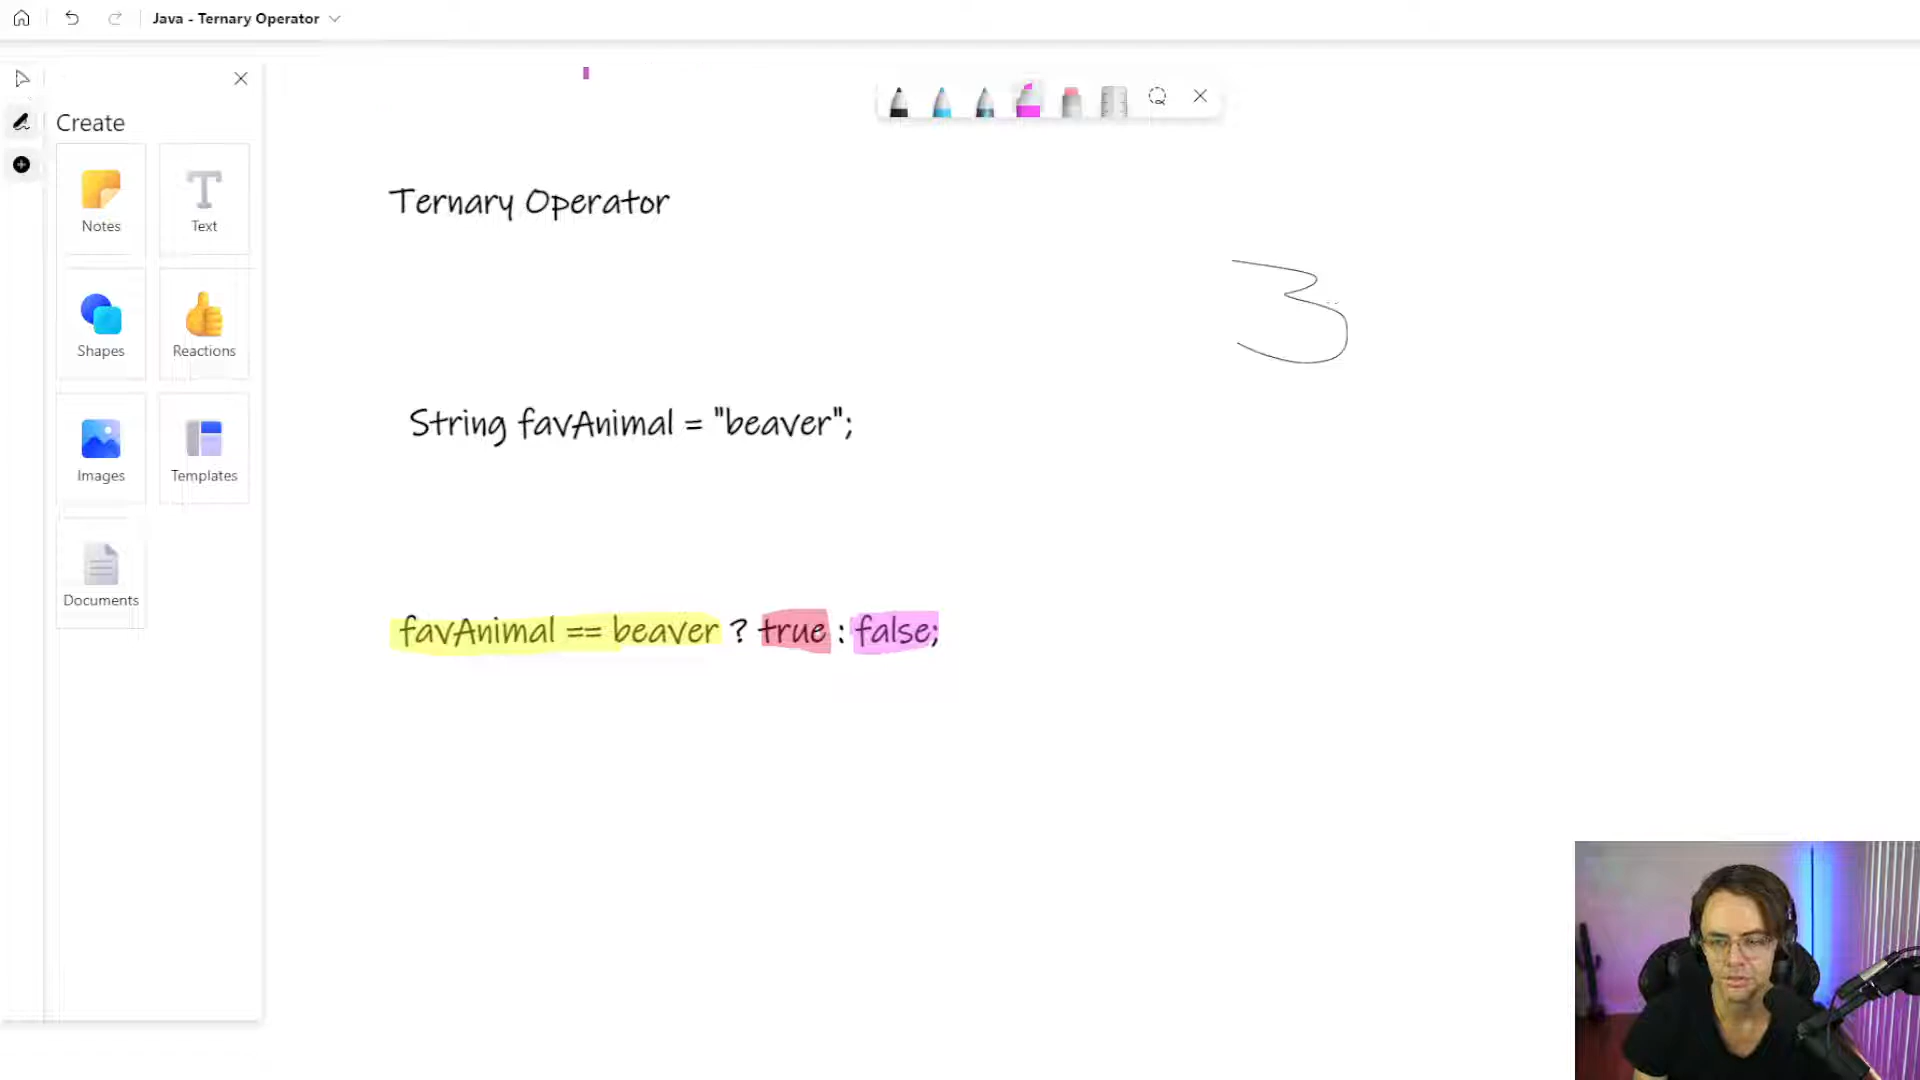 Java - Ternary Operator
Create
Notes
Text
Shapes
Reactions
Images
Templates
Documents
Ternary Operator
3
String favAnimal = "beaver";
favAnimal == beaver ? true : false;